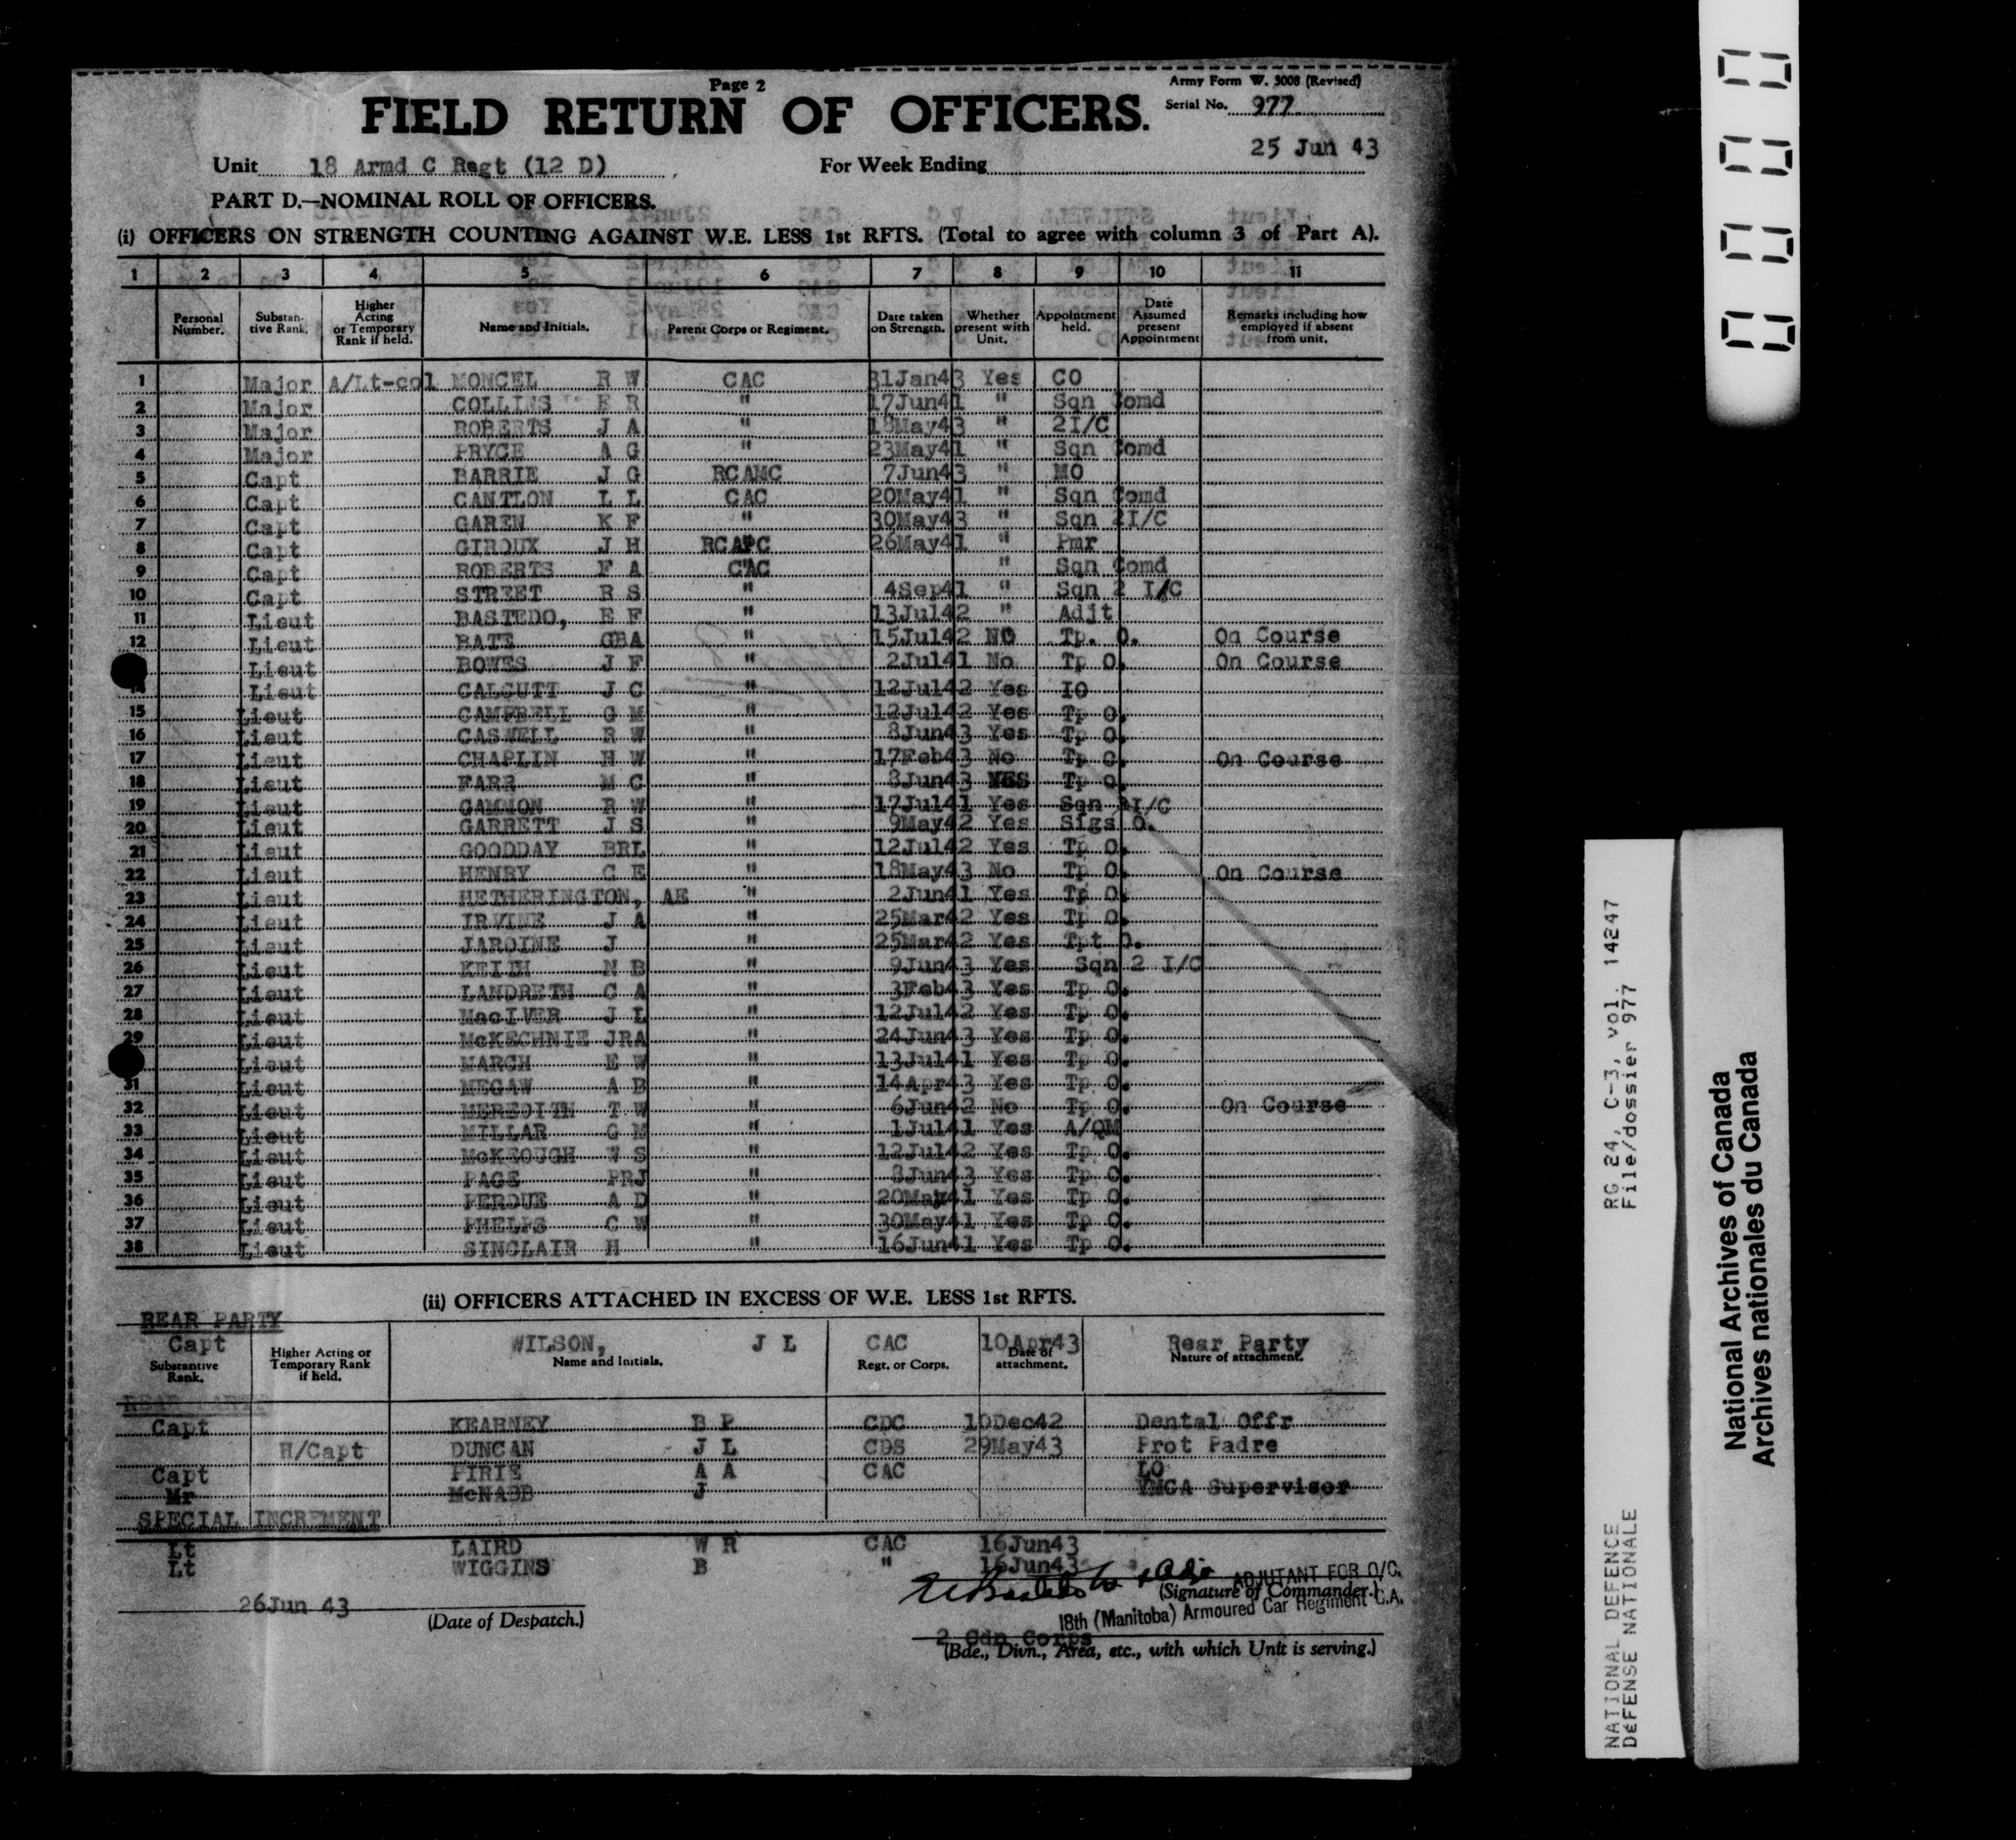 Page 2
Army Form W. 3008 (Revised)
FIELD RETURN OF OFFICERS.
Serial No. 977
25 Jun 43
Unit 18 Armd C Regt (12 D) For Week Ending
PART D.—NOMINAL ROLL OF OFFICERS.
(i) OFFICERS ON STRENGTH COUNTING AGAINST W.E. LESS 1st RFTS. (Total to agree with column 3 of Part A).
1 2 3 4 5 6 7 8 9 10 11
Personal Number. Substantive Rank. Higher Acting or Temporary Rank if held. Name and Initials. Parent Corps or Regiment. Date taken on Strength. Whether present with Unit. Appointment held. Date Assumed present Appointment Remarks including how employed if absent from unit.
1 Major A/Lt-col MONCEL R W CAC 31Jan43 Yes CO
2 Major COLLINS E R " 17Jun41 " Sqn Comd
3 Major ROBERTS J A " 18May43 " 2I/C
4 Major PRYCE A G " 23May41 " Sqn Comd
5 Capt BARRIE J G RCAMC 7Jun43 " MO
6 Capt CANTLON L L CAC 20May41 " Sqn Comd
7 Capt GAREN K F " 30May43 " Sqn 2I/C
8 Capt GIROUX J H RCAPC 26May41 " Pmr
9 Capt ROBERTS F A CAC " Sqn Comd
10 Capt STREET R S " 4Sep41 " Sqn 2 I/C
11 Lieut BASTEDO, E F " 13Jul42 " Adjt
12 Lieut BATE GBA " 15Jul42 NO Tp. O. On Course
Lieut BOWES J F " 2Jul41 No Tp O. On Course
14 Lieut CALCUTT J C " 12Jul42 Yes IO
15 Lieut CAMPBELL G M " 12Jul42 Yes Tp O.
16 Lieut CASWELL R W " 8Jun43 Yes Tp O.
17 Lieut CHAPLIN H W " 17Feb43 No Tp O. On Course
18 Lieut FARR M C " 8Jun43 YES Tp O.
19 Lieut GAMMON R W " 17Jul41 Yes Sqn 2I/C
20 Lieut GARRETT J S " 9May42 Yes Sigs O.
21 Lieut GOODDAY BRL " 12Jul42 Yes Tp O.
22 Lieut HENRY C E " 18May43 No Tp O. On Course
23 Lieut HETHERINGTON, AE " 2Jun41 Yes Tp O.
24 Lieut IRVINE J A " 25Mar42 Yes Tp O.
25 Lieut JARDINE J " 25Mar42 Yes Tpt O.
26 Lieut KEITH N B " 9Jun43 Yes Sqn 2 I/C
27 Lieut LANDRETH C A " 3Feb43 Yes Tp O.
28 Lieut MacIVER J L " 12Jul42 Yes Tp O.
29 Lieut McKECHNIE JRA " 24Jun43 Yes Tp O.
Lieut MARCH E W " 13Jul41 Yes Tp O.
31 Lieut MEGAW A B " 14Apr43 Yes Tp O.
32 Lieut MEREDITH T W " 6Jun42 No Tp O. On Course
33 Lieut MILLAR G M " 1Jul41 Yes A/QM
34 Lieut McKEOUGH W S " 12Jul42 Yes Tp O.
35 Lieut PAGE PRJ " 8Jun43 Yes Tp O.
36 Lieut PERDUE A D " 20May41 Yes Tp O.
37 Lieut PHELPS C W " 30May41 Yes Tp O.
38 Lieut SINCLAIR H " 16Jun41 Yes Tp O.
(ii) OFFICERS ATTACHED IN EXCESS OF W.E. LESS 1st RFTS.
REAR PARTY
Capt WILSON, J L CAC 10Apr43 Rear Party
Substantive Rank. Higher Acting or Temporary Rank if held. Name and Initials. Regt. or Corps. Date of attachment. Nature of attachment.
REAR PARTY
Capt KEARNEY B P CDC 10Dec42 Dental Offr
H/Capt DUNCAN J L CDS 29May43 Prot Padre
Capt PIRIE A A CAC LO
Mr McNABB J YMCA Supervisor
SPECIAL INCREMENT
Lt LAIRD W R CAC 16Jun43
Lt WIGGINS B " 16Jun43
ADJUTANT FOR O/C.
(Signature of Commander.)
18th (Manitoba) Armoured Car Regiment C.A.
26Jun 43
(Date of Despatch.)
2 Cdn Corps
(Bde., Divn., Area, etc., with which Unit is serving.)
0000
RG 24, C-3, vol. 14247
File/dossier 977
NATIONAL DEFENCE
DÉFENSE NATIONALE
National Archives of Canada
Archives nationales du Canada